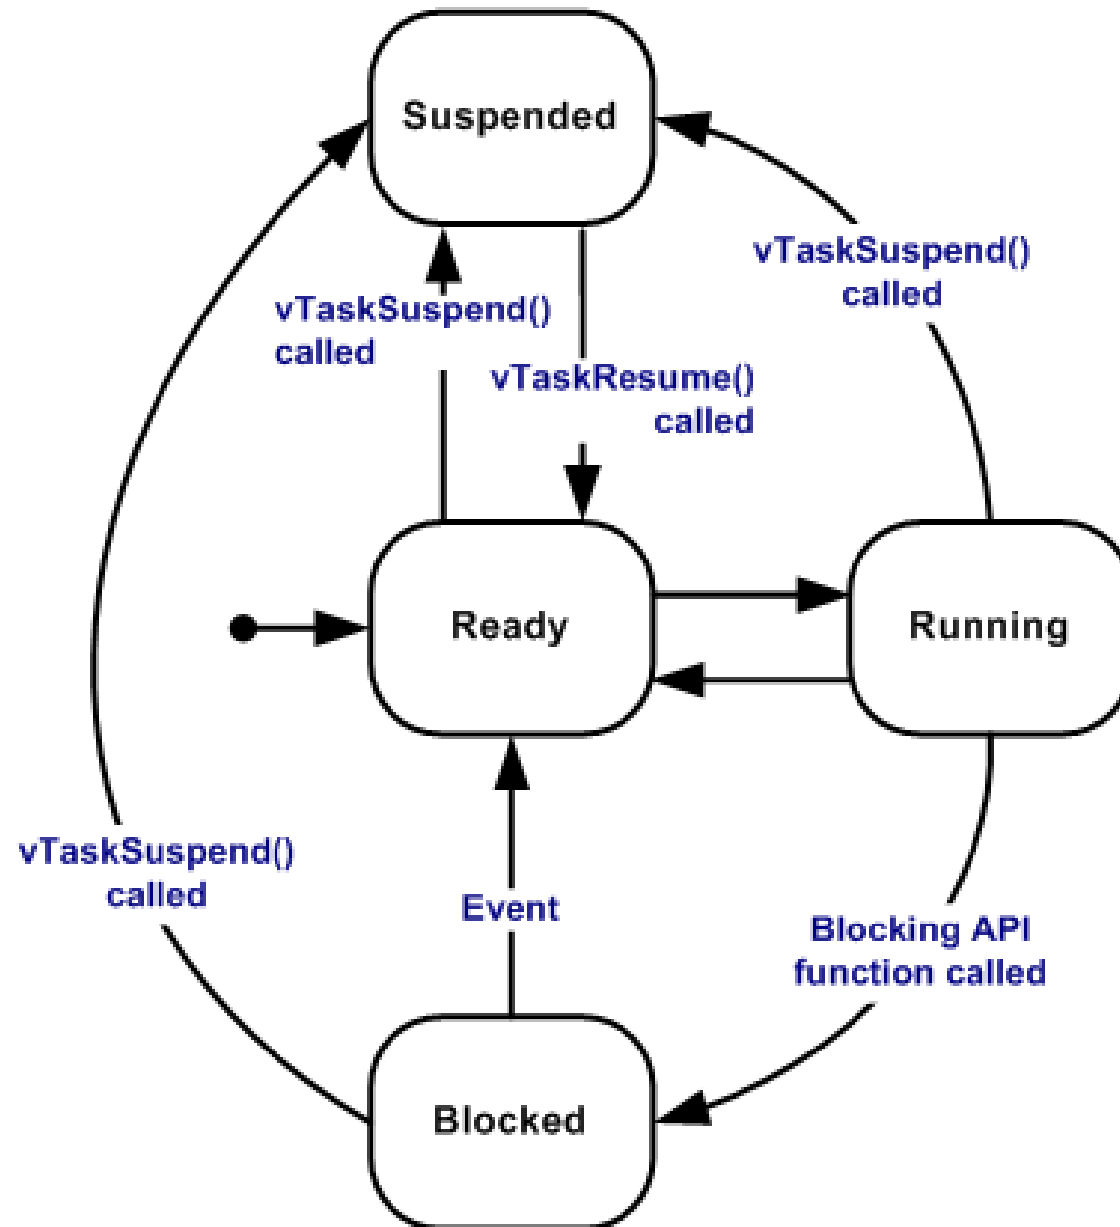 Suspended
vTaskSuspend()
called
vTaskSuspend()
called
vTaskResume()
called
Ready
Running
vTaskSuspend()
called
Event
Blocking API
function called
Blocked